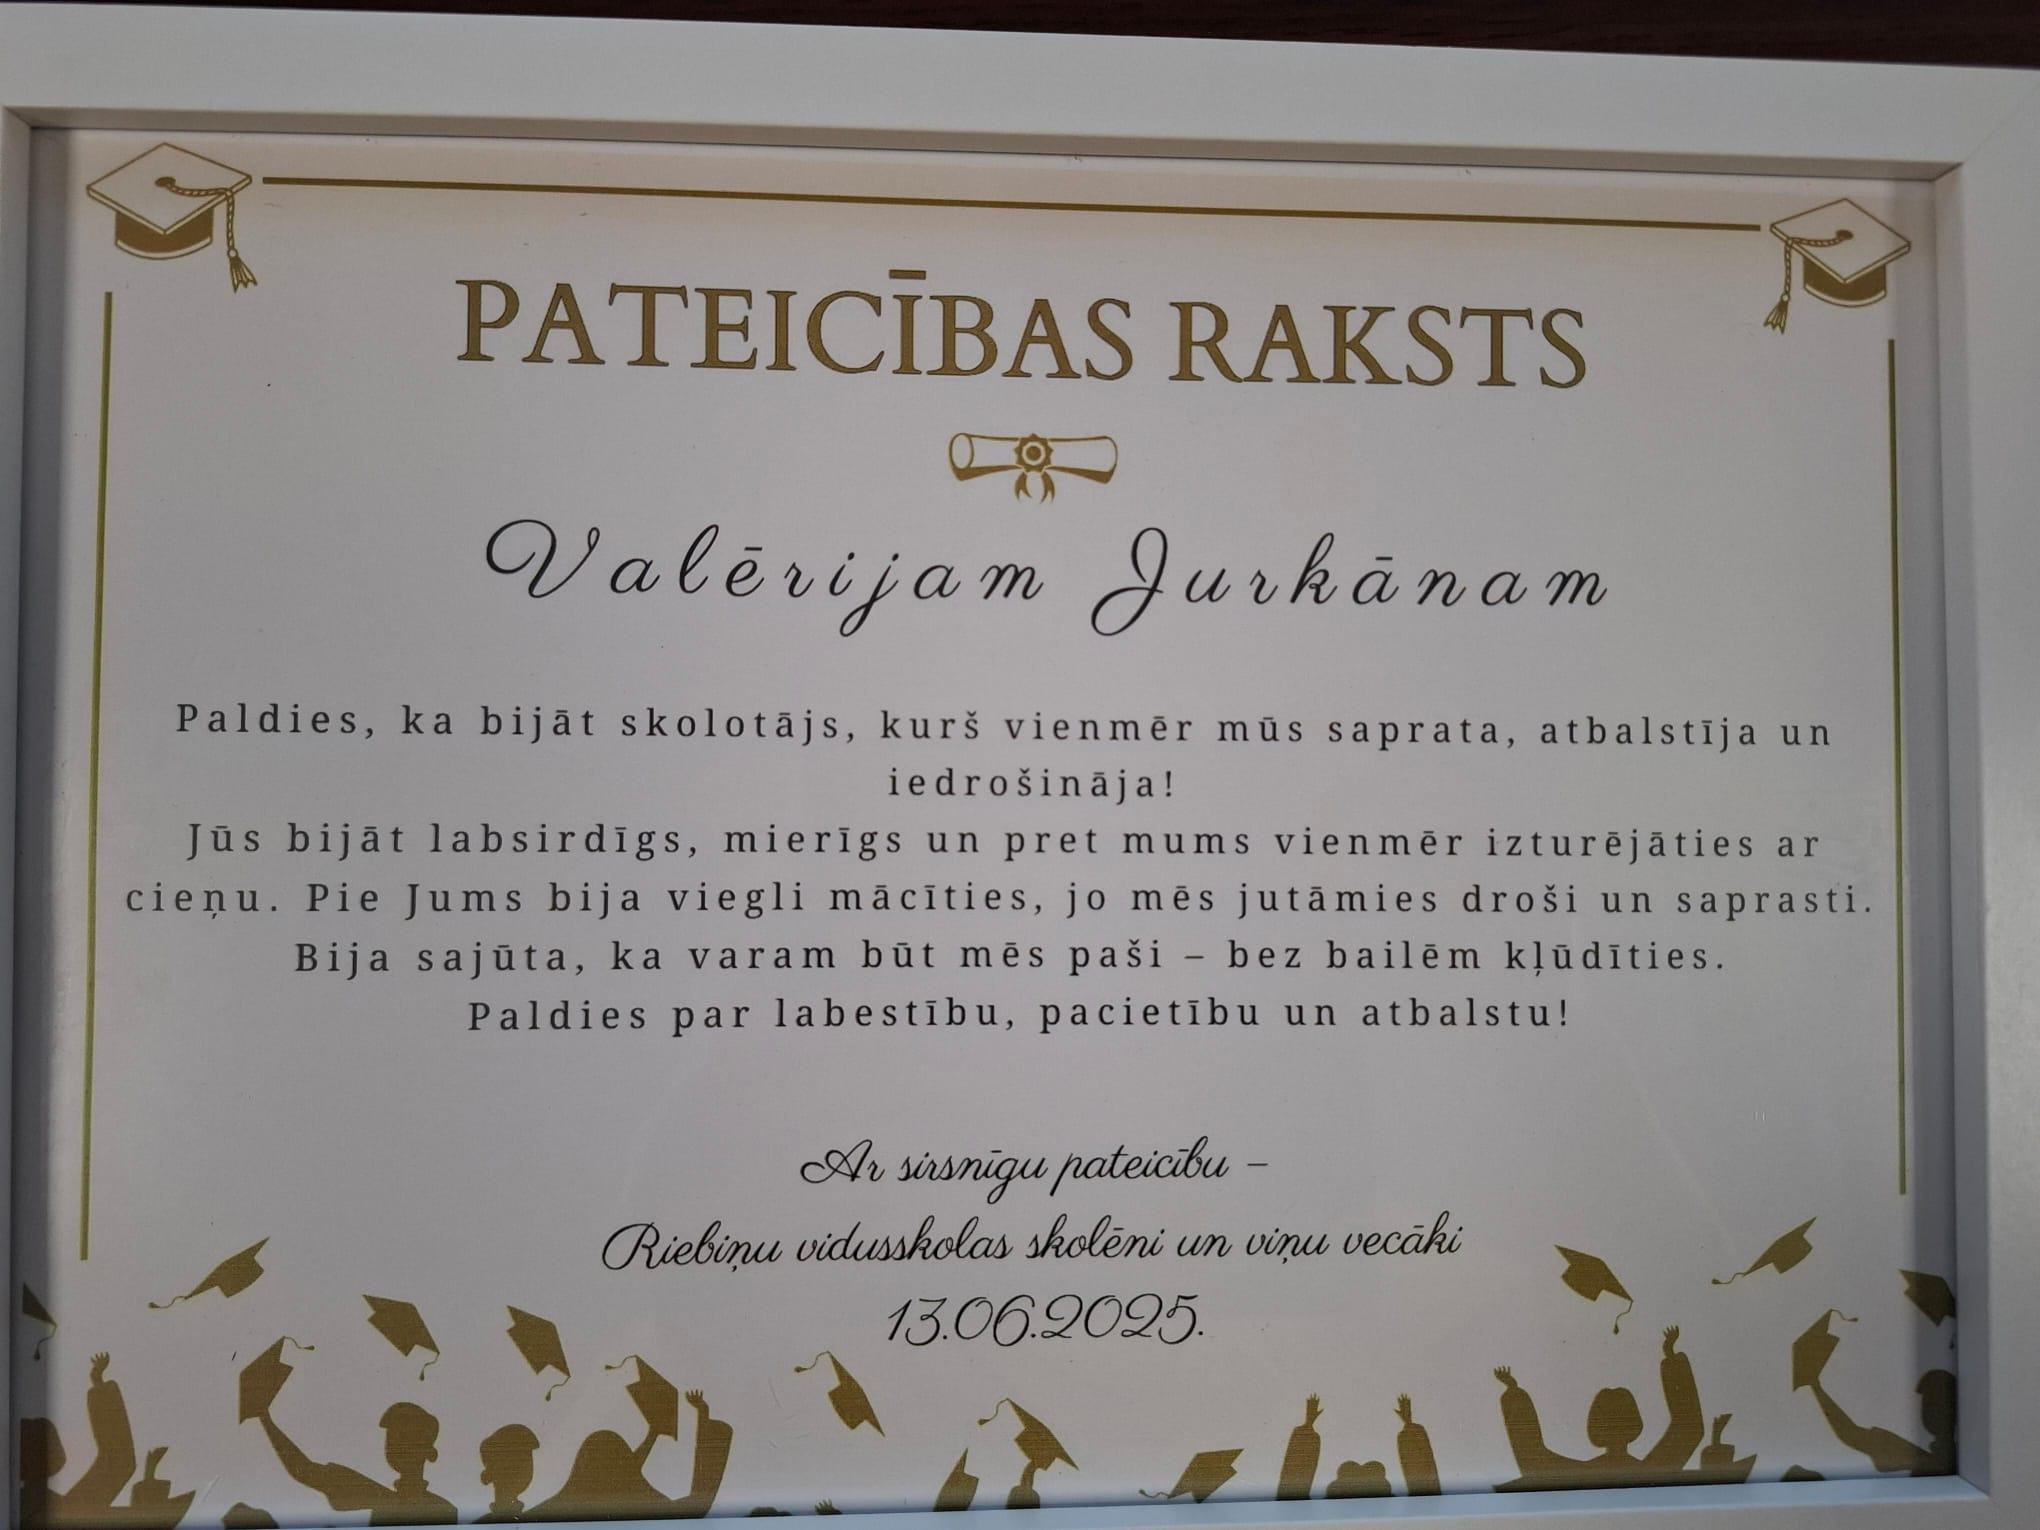 PATEICĪBAS RAKSTS
Valērijam Jurkānam
Paldies, ka bijāt skolotājs, kurš vienmēr mūs saprata, atbalstīja un
iedrošināja!
Jūs bijāt labsirdīgs, mierīgs un pret mums vienmēr izturējāties ar
cieņu. Pie Jums bija viegli mācīties, jo mēs jutāmies droši un saprasti.
Bija sajūta, ka varam būt mēs paši – bez bailēm kļūdīties.
Paldies par labestību, pacietību un atbalstu!
Ar sirsnīgu pateicību –
Riebiņu vidusskolas skolēni un viņu vecāki
13.06.2025.